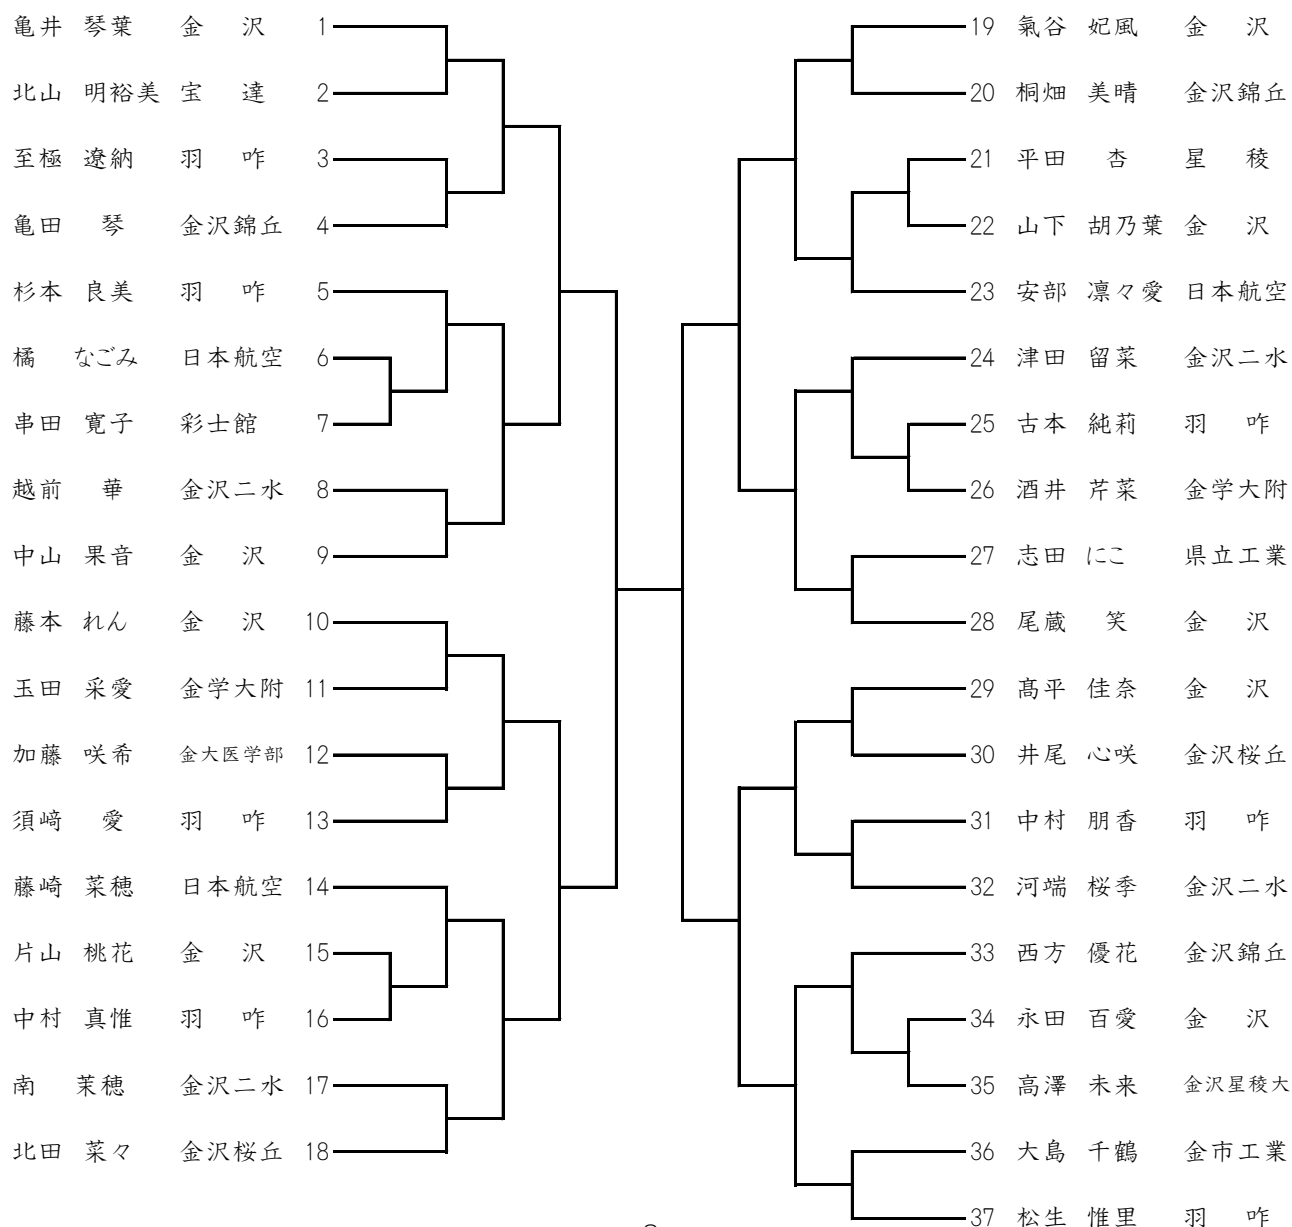 亀井 琴葉 金 沢 1
北山 明裕美 宝 達 2
至極 遼納 羽 咋 3
亀田 琴 金沢錦丘 4
杉本 良美 羽 咋 5
橘 なごみ 日本航空 6
串田 寛子 彩士館 7
越前 華 金沢二水 8
中山 果音 金 沢 9
藤本 れん 金 沢 10
玉田 采愛 金学大附 11
加藤 咲希 金大医学部 12
須﨑 愛 羽 咋 13
藤崎 菜穂 日本航空 14
片山 桃花 金 沢 15
中村 真惟 羽 咋 16
南 茉穂 金沢二水 17
北田 菜々 金沢桜丘 18
19 氣谷 妃風 金 沢
20 桐畑 美晴 金沢錦丘
21 平田 杏 星 稜
22 山下 胡乃葉 金 沢
23 安部 凛々愛 日本航空
24 津田 留菜 金沢二水
25 古本 純莉 羽 咋
26 酒井 芹菜 金学大附
27 志田 にこ 県立工業
28 尾蔵 笑 金 沢
29 髙平 佳奈 金 沢
30 井尾 心咲 金沢桜丘
31 中村 朋香 羽 咋
32 河端 桜季 金沢二水
33 西方 優花 金沢錦丘
34 永田 百愛 金 沢
35 高澤 未来 金沢星稜大
36 大島 千鶴 金市工業
37 松生 惟里 羽 咋